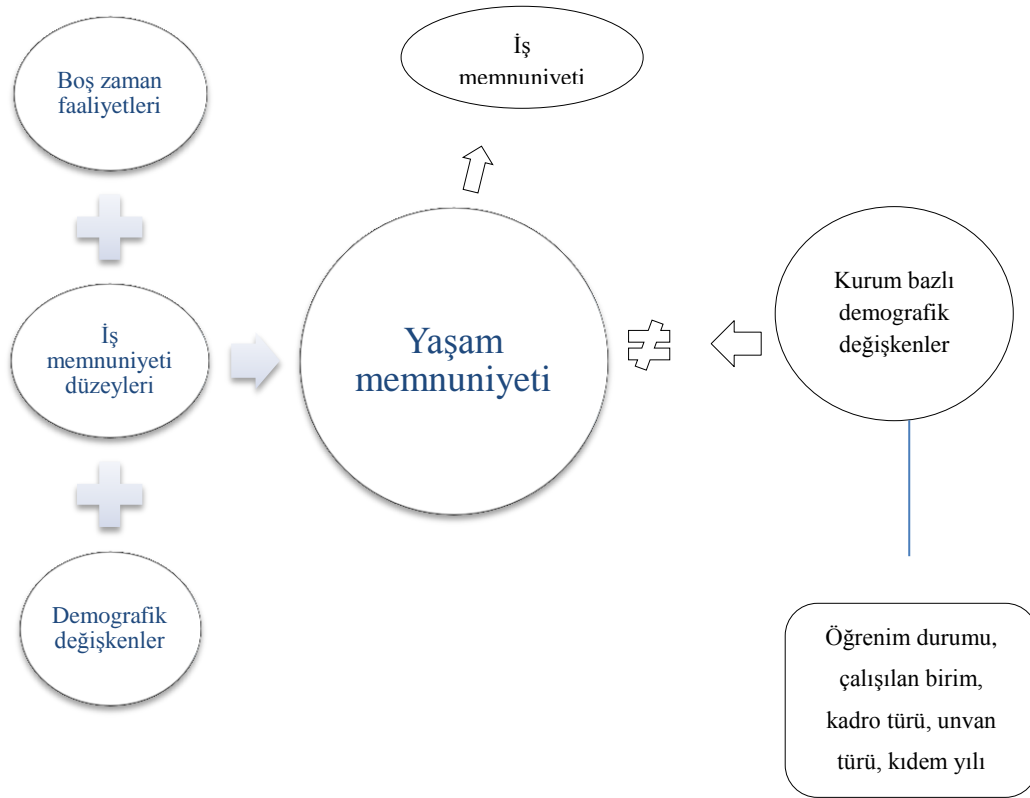 Boş zaman
faaliyetleri
İş
memnuniyeti
düzeyleri
Demografik
değişkenler
İş
memnuniyeti
Yaşam
memnuniyeti
Kurum bazlı
demografik
değişkenler
Öğrenim durumu,
çalışılan birim,
kadro türü, unvan
türü, kıdem yılı